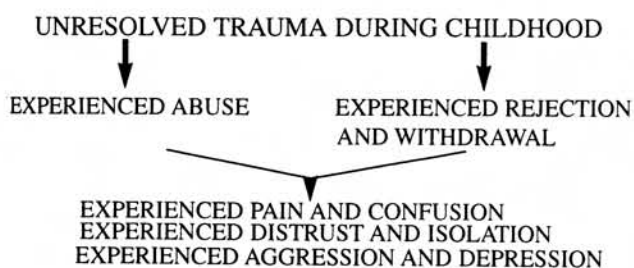 UNRESOLVED TRAUMA DURING CHILDHOOD
EXPERIENCED ABUSE
EXPERIENCED REJECTION
AND WITHDRAWAL
EXPERIENCED PAIN AND CONFUSION
EXPERIENCED DISTRUST AND ISOLATION
EXPERIENCED AGGRESSION AND DEPRESSION